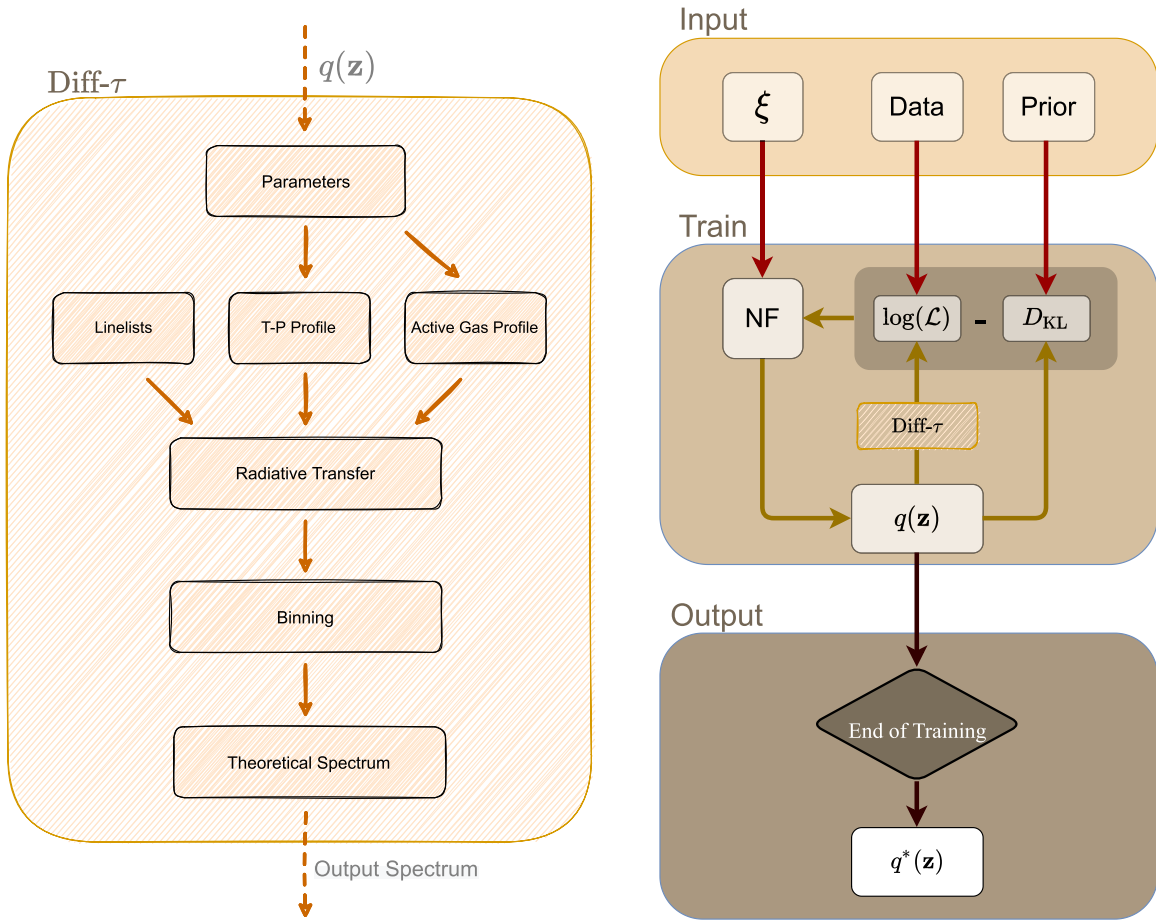 Diff-τ
q(𝐳)
Parameters
Linelists
T-P Profile
Active Gas Profile
Radiative Transfer
Binning
Theoretical Spectrum
Output Spectrum
Input
ξ
Data
Prior
Train
NF
log(ℒ)
-
D_KL
Diff-τ
q(𝐳)
Output
End of Training
q*(𝐳)